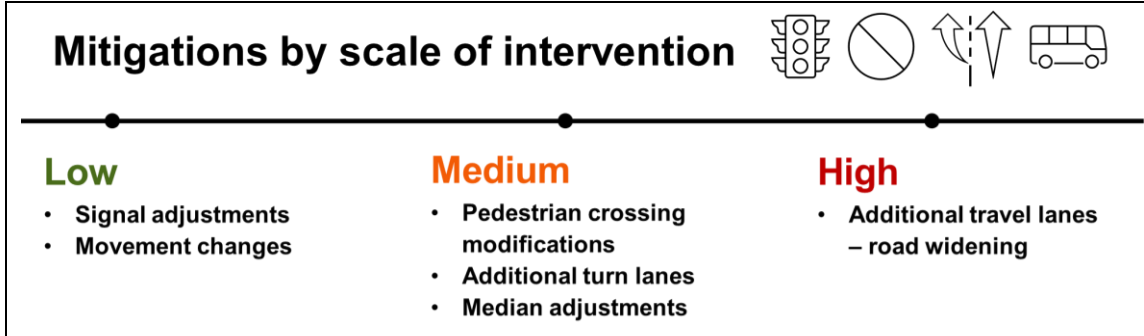 Mitigations by scale of intervention
Low
• Signal adjustments
• Movement changes
Medium
• Pedestrian crossing
modifications
• Additional turn lanes
• Median adjustments
High
• Additional travel lanes
– road widening